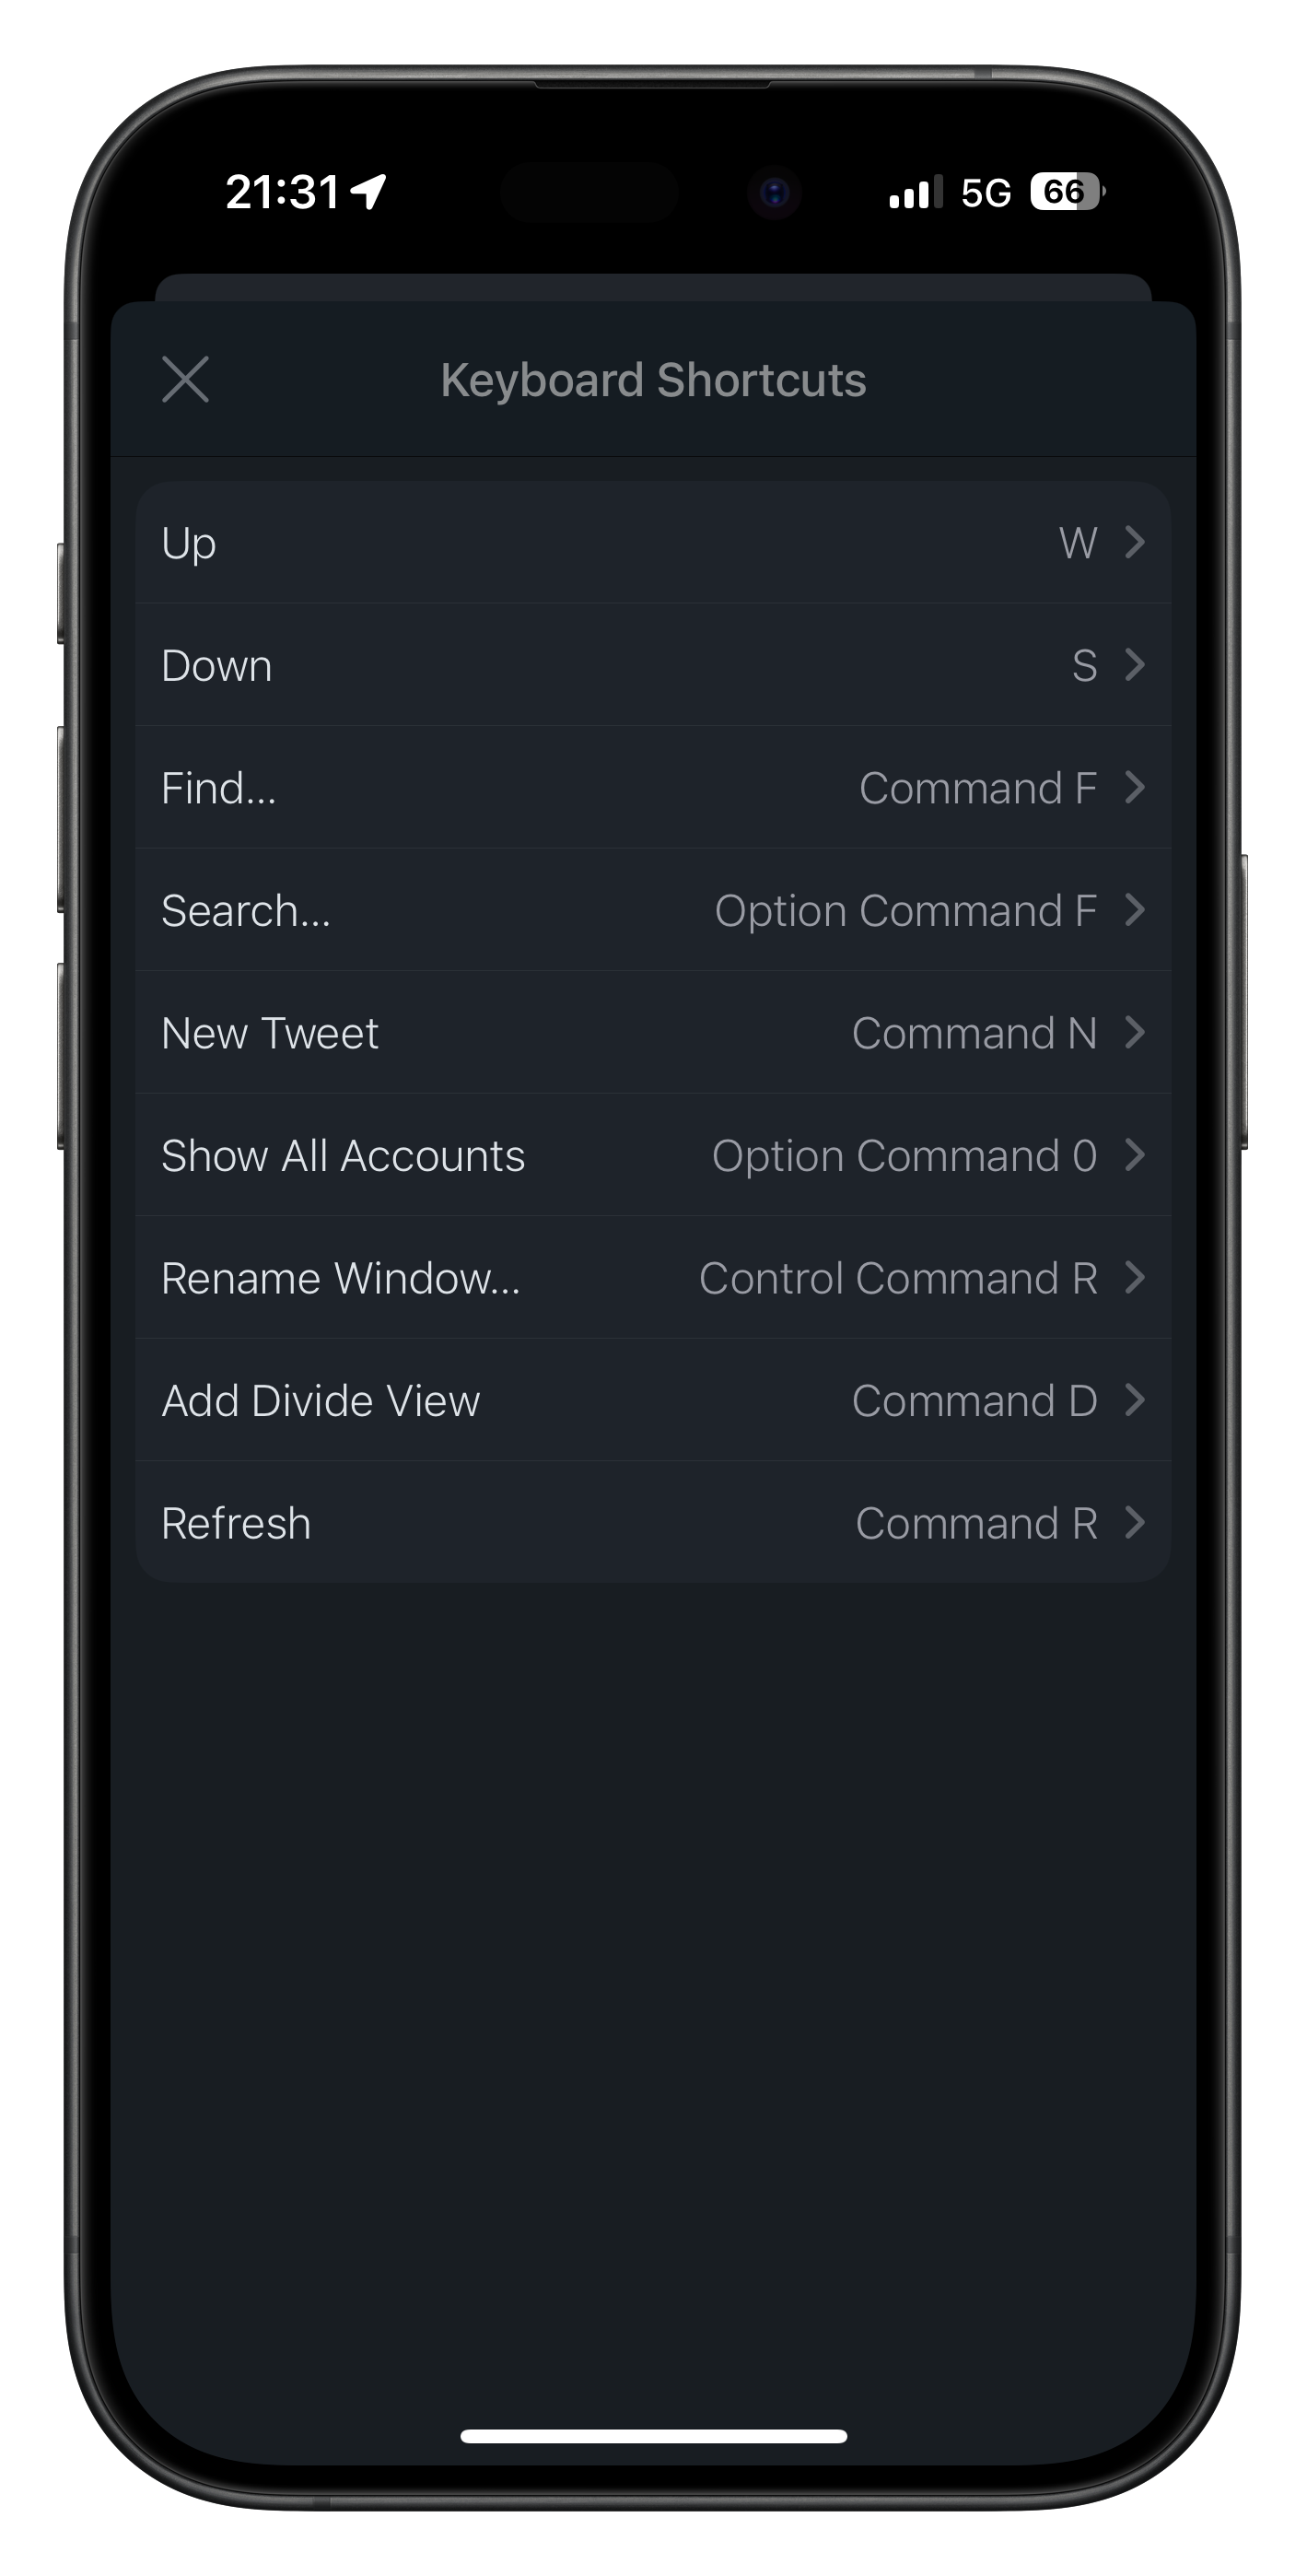 21:31 5G 66
Keyboard Shortcuts
Up W
Down S
Find... Command F
Search... Option Command F
New Tweet Command N
Show All Accounts Option Command 0
Rename Window... Control Command R
Add Divide View Command D
Refresh Command R